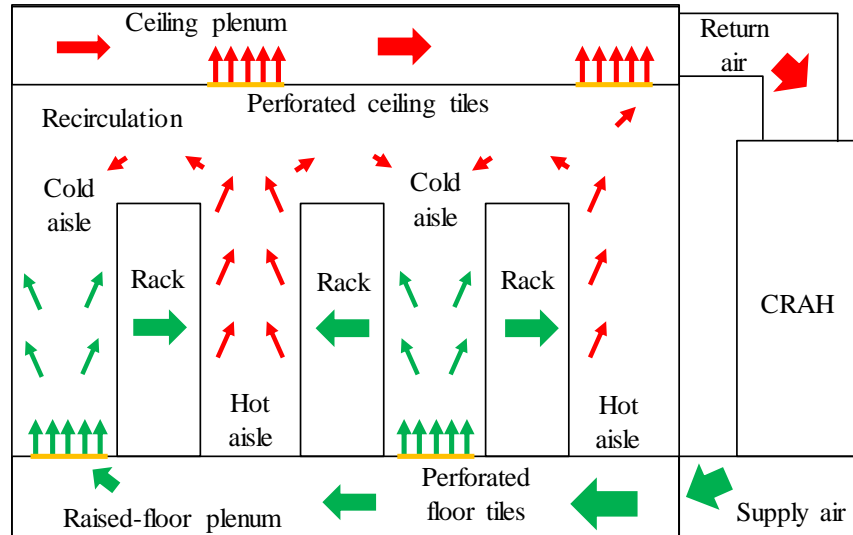 Ceiling plenum
Return
air
Perforated ceiling tiles
Recirculation
Cold
aisle
Cold
aisle
Rack
Rack
Rack
CRAH
Hot
aisle
Hot
aisle
Perforated
floor tiles
Raised-floor plenum
Supply air